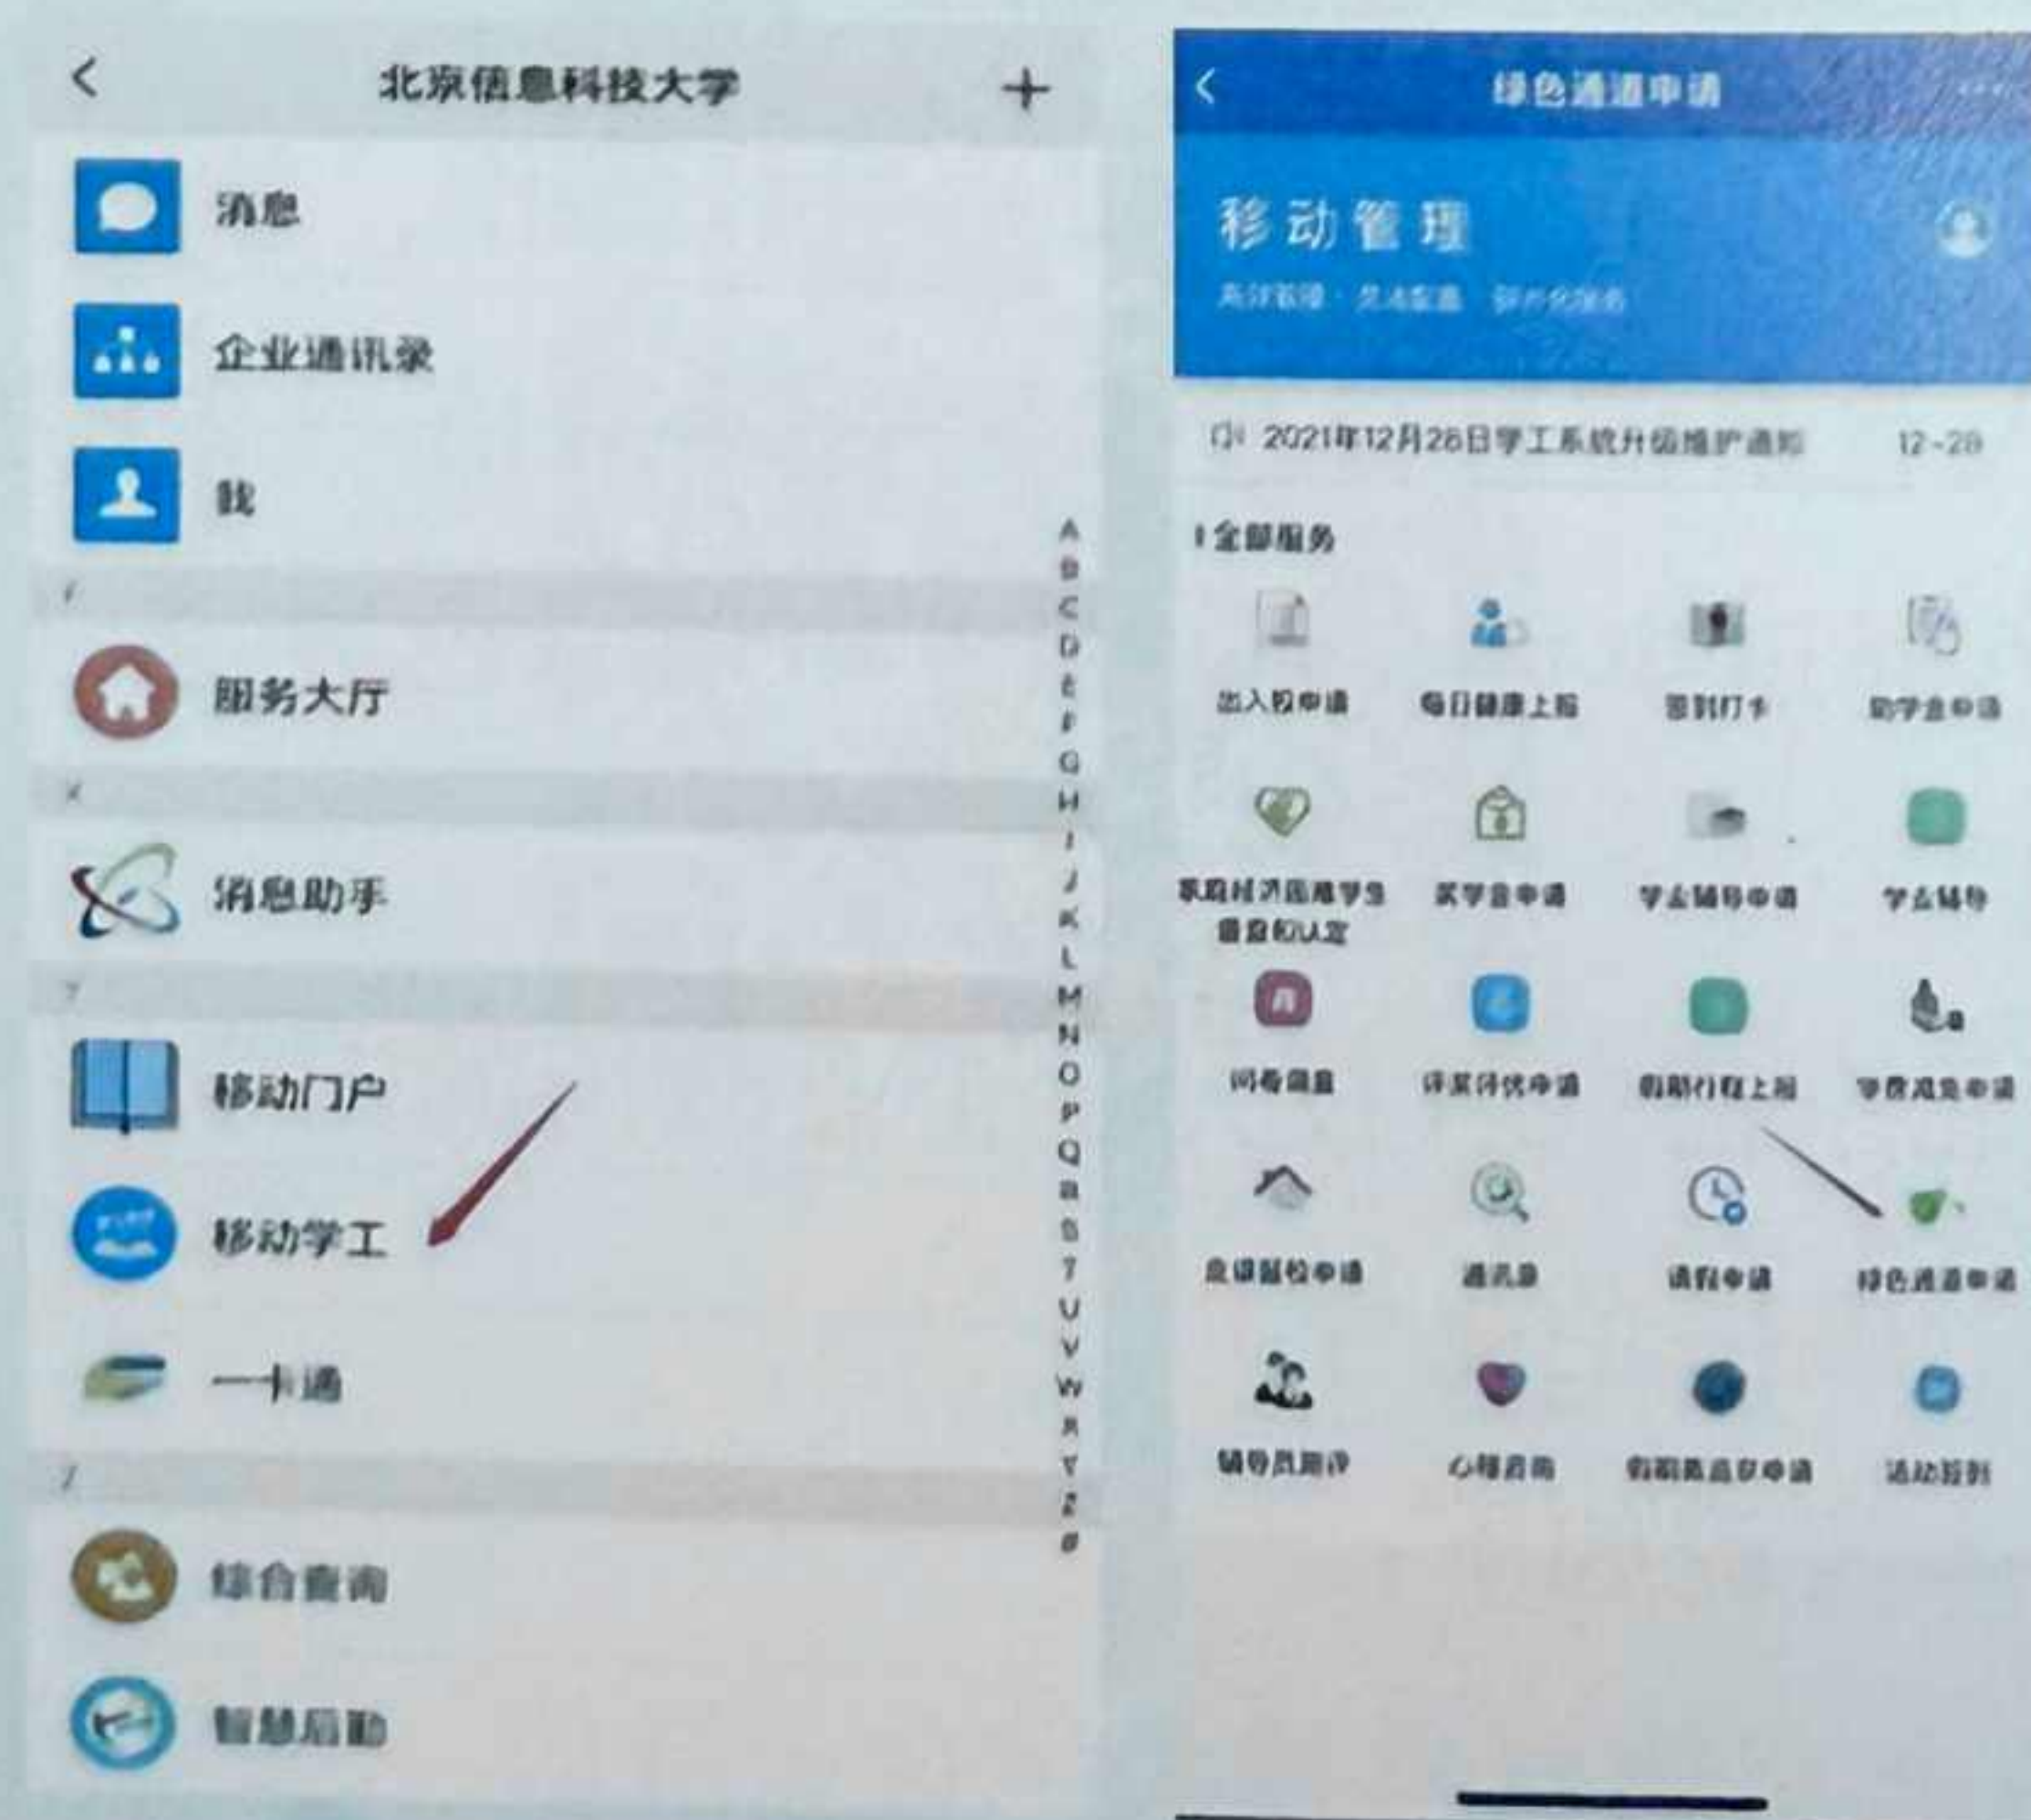 北京信息科技大学
消息
企业通讯录
我
服务大厅
消息助手
移动门户
移动学工
一卡通
综合查询
智慧后勤
A
B
C
D
E
F
G
H
I
J
K
L
M
N
O
P
Q
R
S
T
U
V
W
X
Y
Z
#
绿色通道申请
移动管理
2021年12月28日学工系统升级维护通知 12-28
全部服务
出入校申请 每日健康上报 签到打卡 助学金申请
家庭经济困难学生 奖学金申请 学业辅导申请 学业辅导
问卷调查 评奖评优申请 假期行程上报 学费减免申请
通讯录 请假申请 绿色通道申请
辅导员测评 心理咨询 活动签到